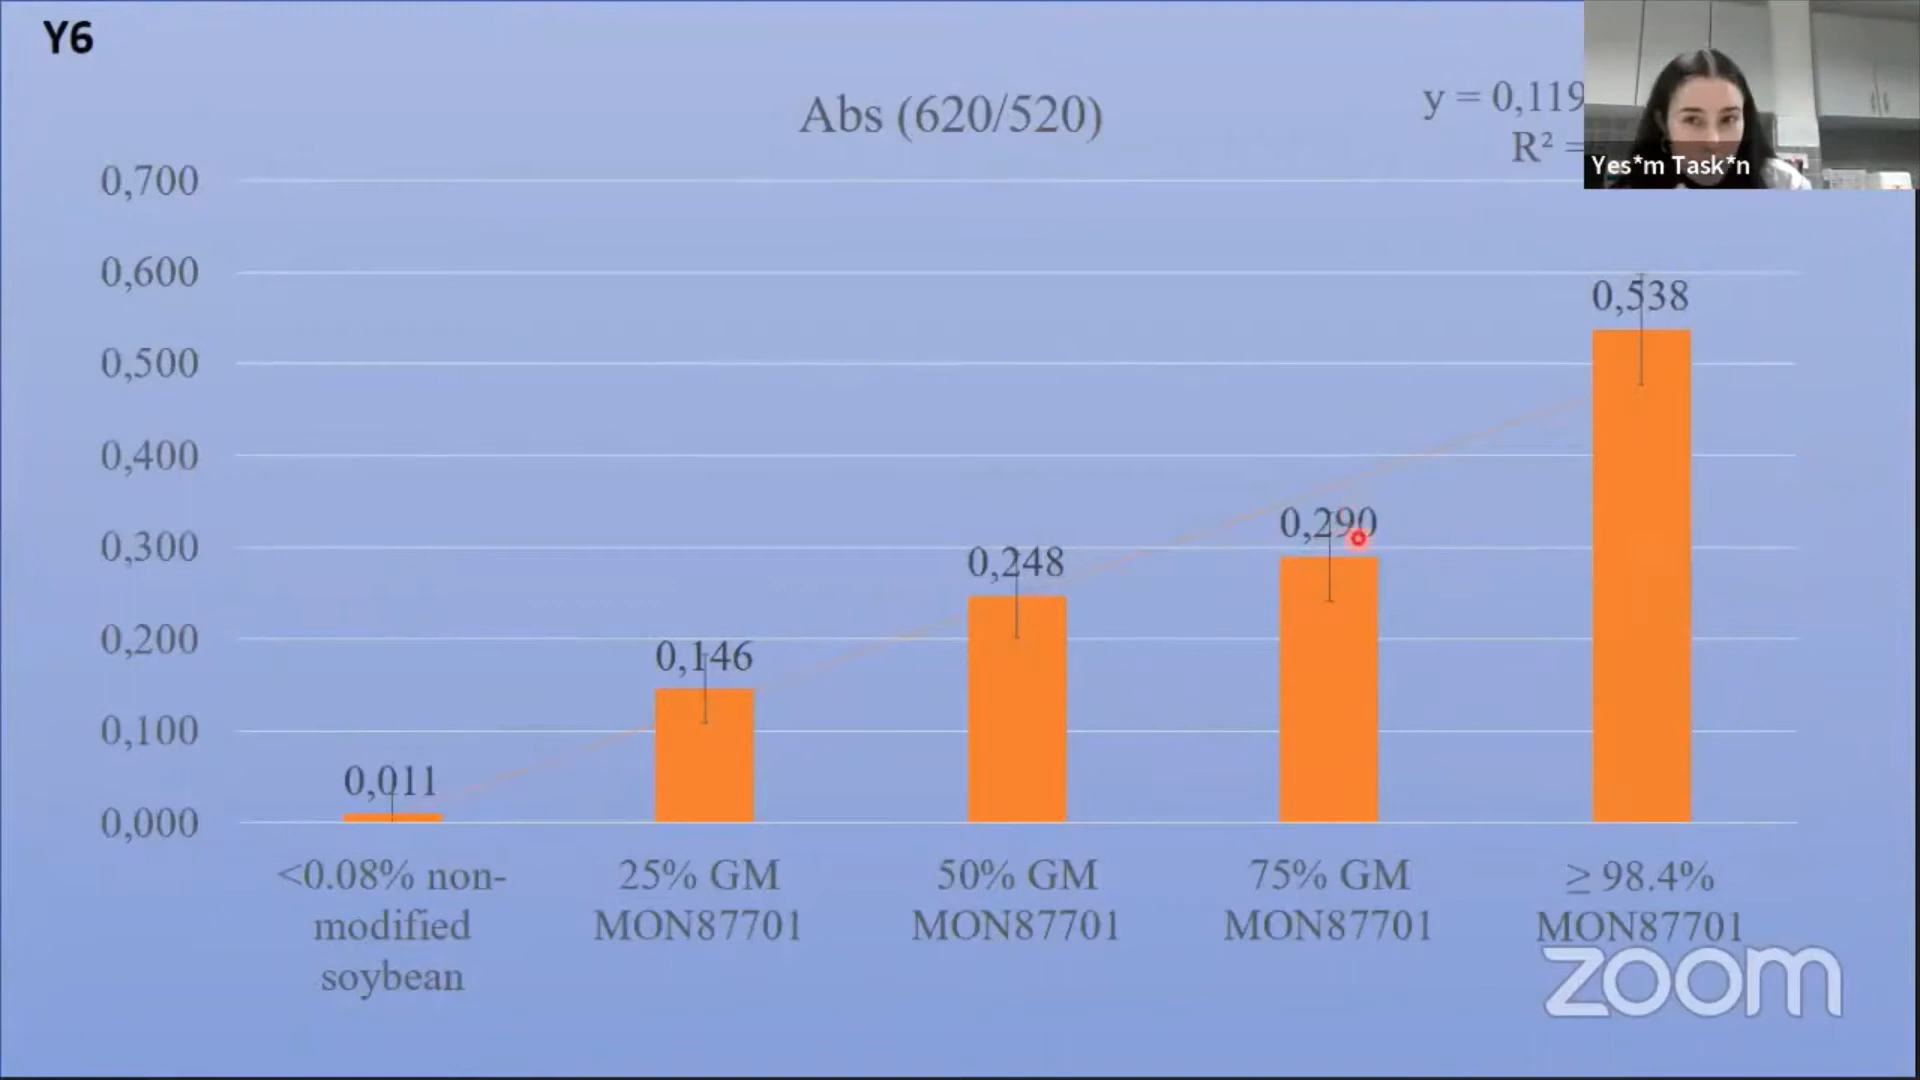 Y6
Abs (620/520)
y = 0,119
R² =
Yes*m Task*n
0,700
0,600
0,500
0,400
0,300
0,200
0,100
0,000
0,011
0,146
0,248
0,290
0,538
<0.08% non-
modified
soybean
25% GM
MON87701
50% GM
MON87701
75% GM
MON87701
≥ 98.4%
MON87701
zoom